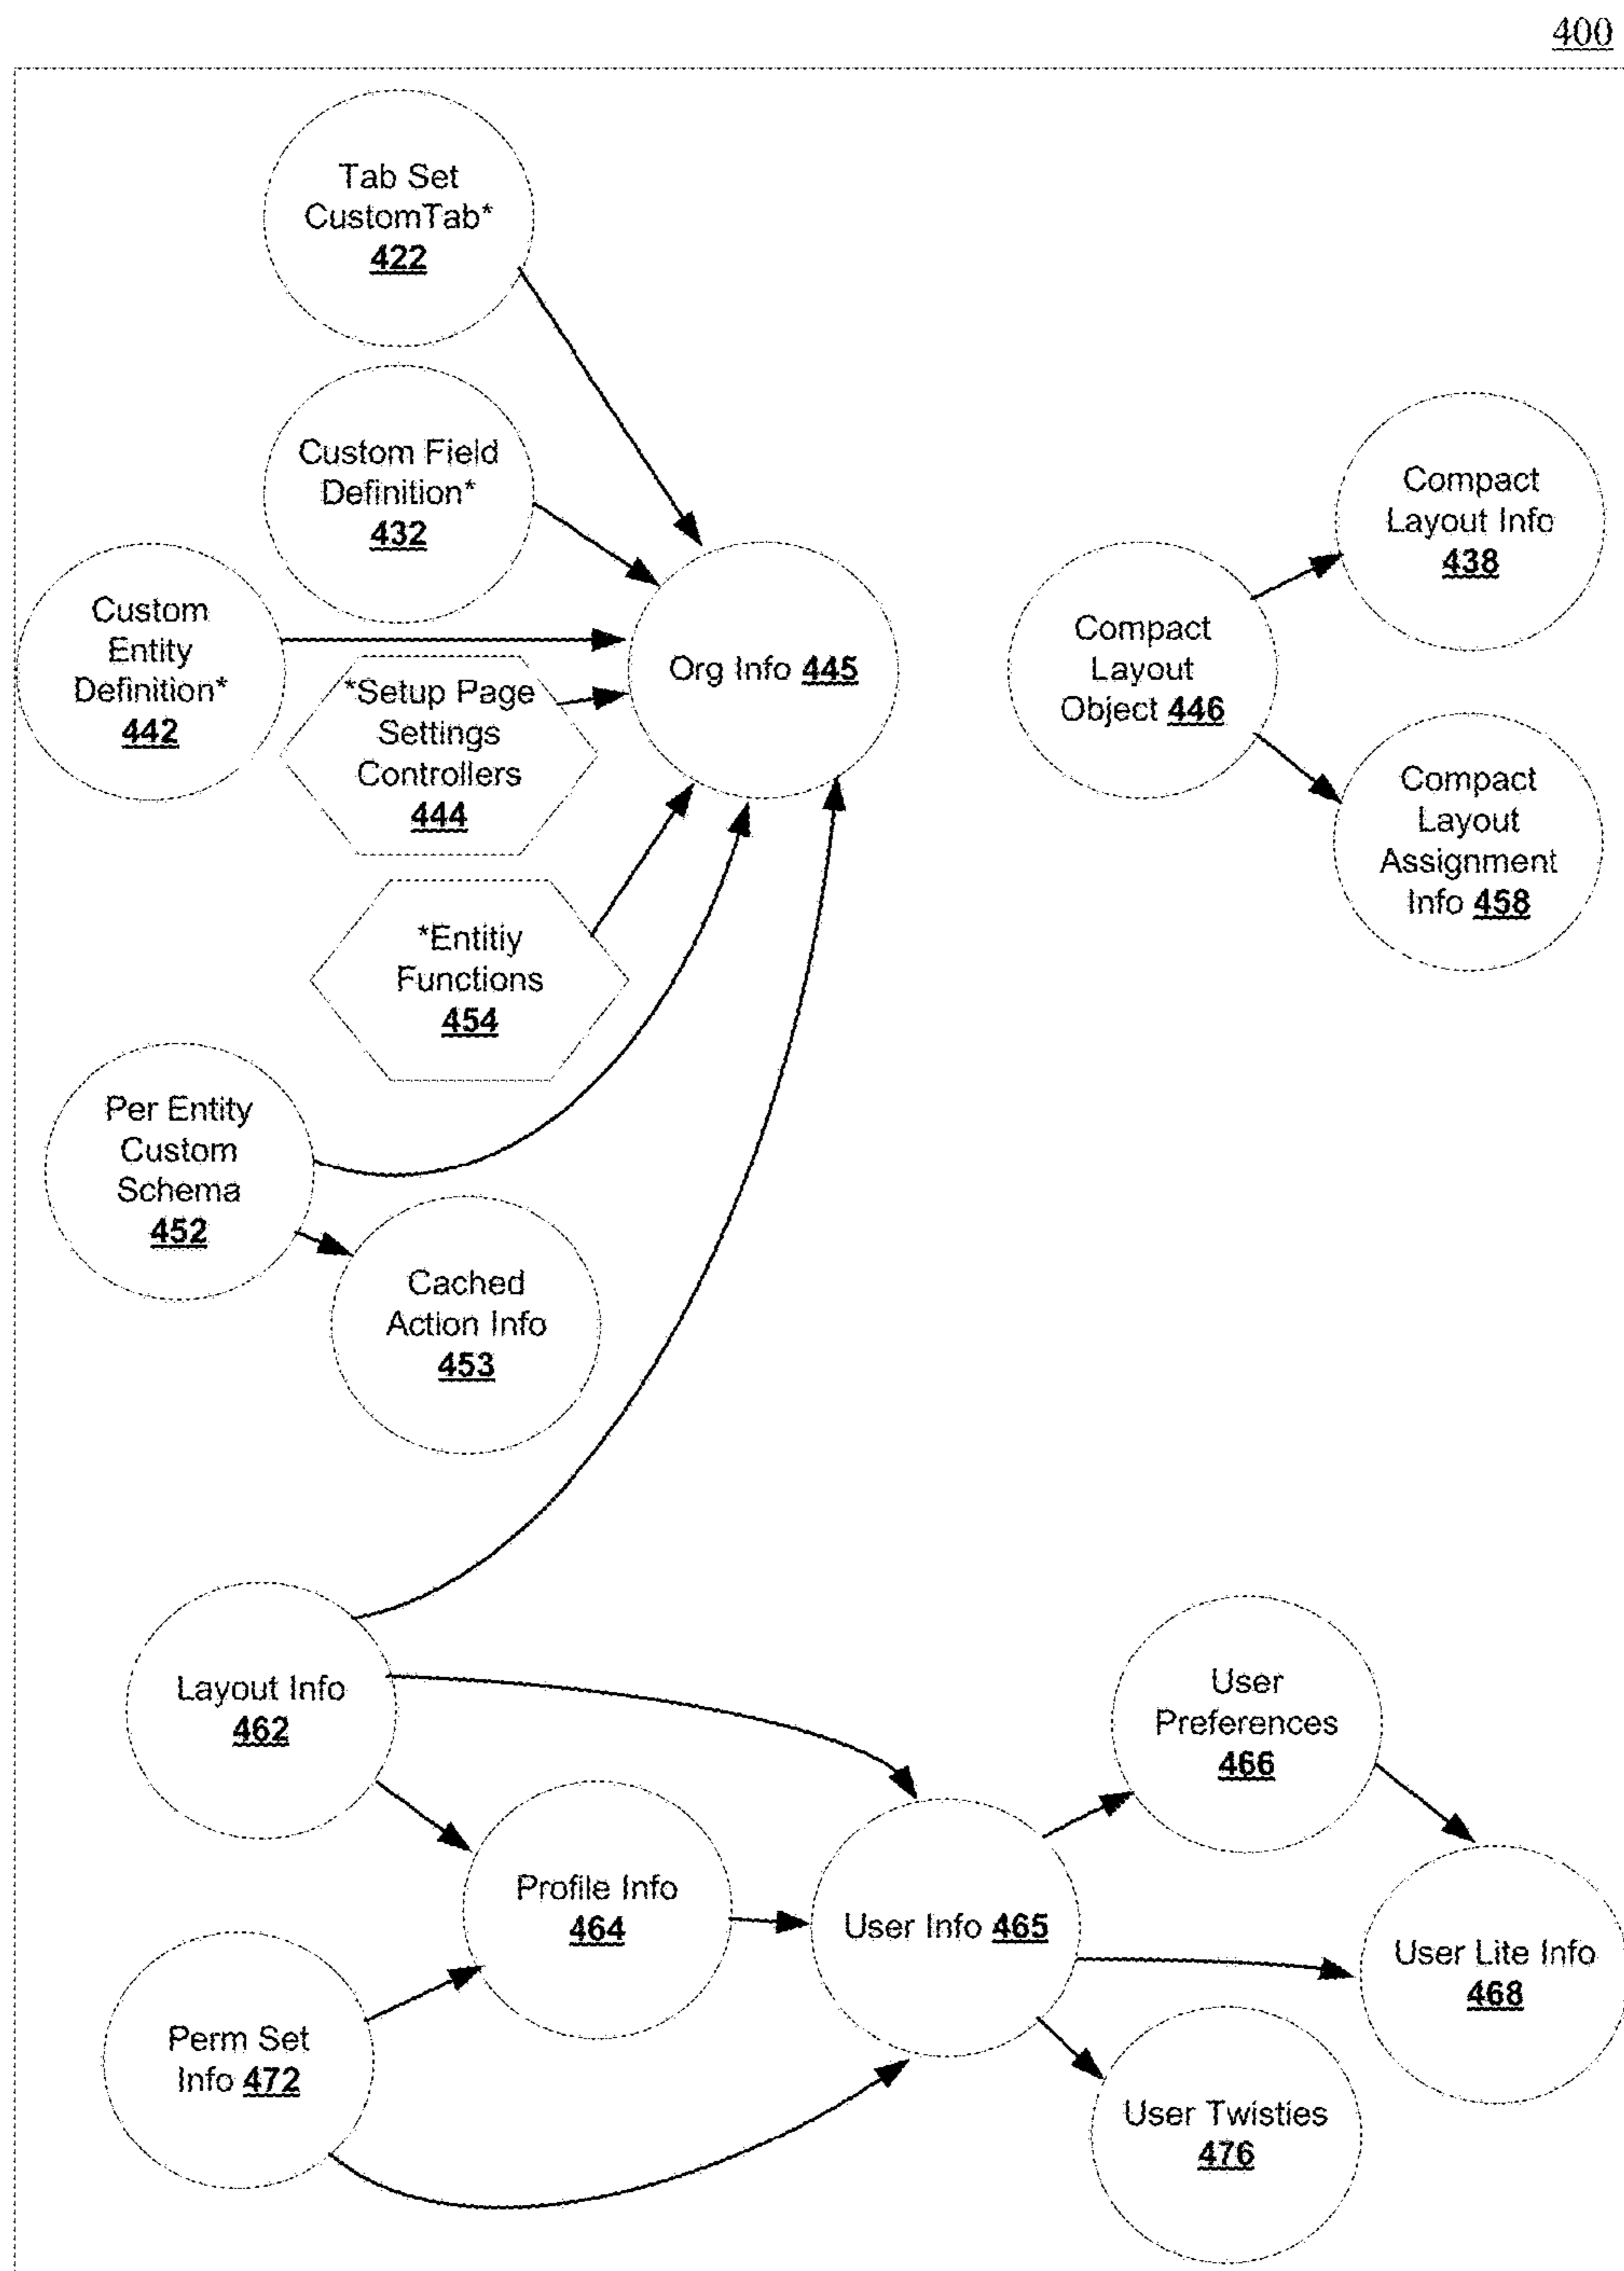 400
Tab Set
CustomTab*
422
Custom Field
Definition*
432
Custom
Entity
Definition*
442
*Setup Page
Settings
Controllers
444
Org Info 445
Compact
Layout
Object 446
Compact
Layout Info
438
Compact
Layout
Assignment
Info 458
*Entitiy
Functions
454
Per Entity
Custom
Schema
452
Cached
Action Info
453
Layout Info
462
Profile Info
464
Perm Set
Info 472
User Info 465
User
Preferences
466
User Lite Info
468
User Twisties
476